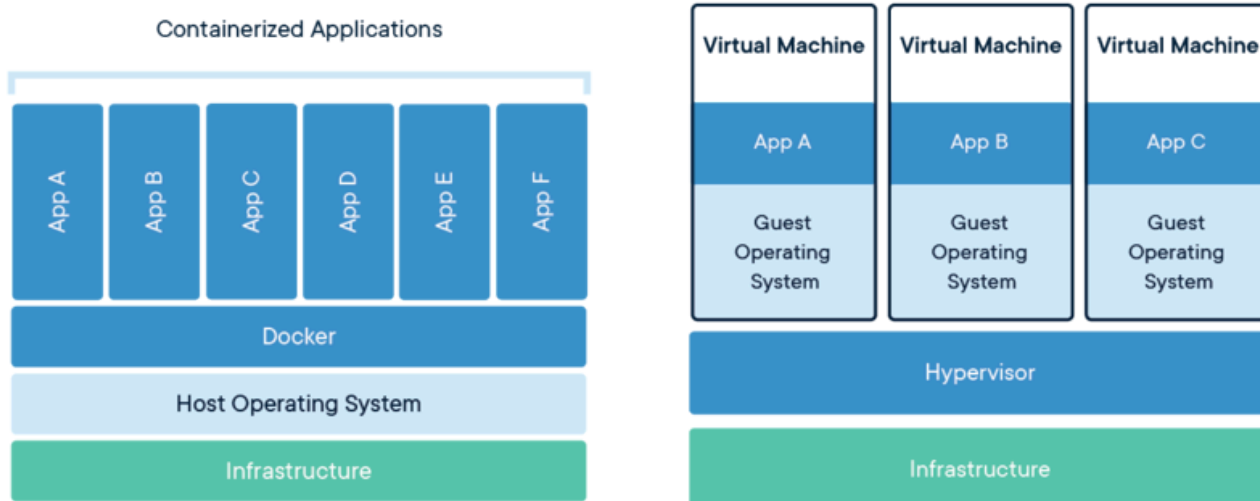 Containerized Applications
App A
App B
App C
App D
App E
App F
Docker
Host Operating System
Infrastructure
Virtual Machine
App A
Guest
Operating
System
Virtual Machine
App B
Guest
Operating
System
Virtual Machine
App C
Guest
Operating
System
Hypervisor
Infrastructure